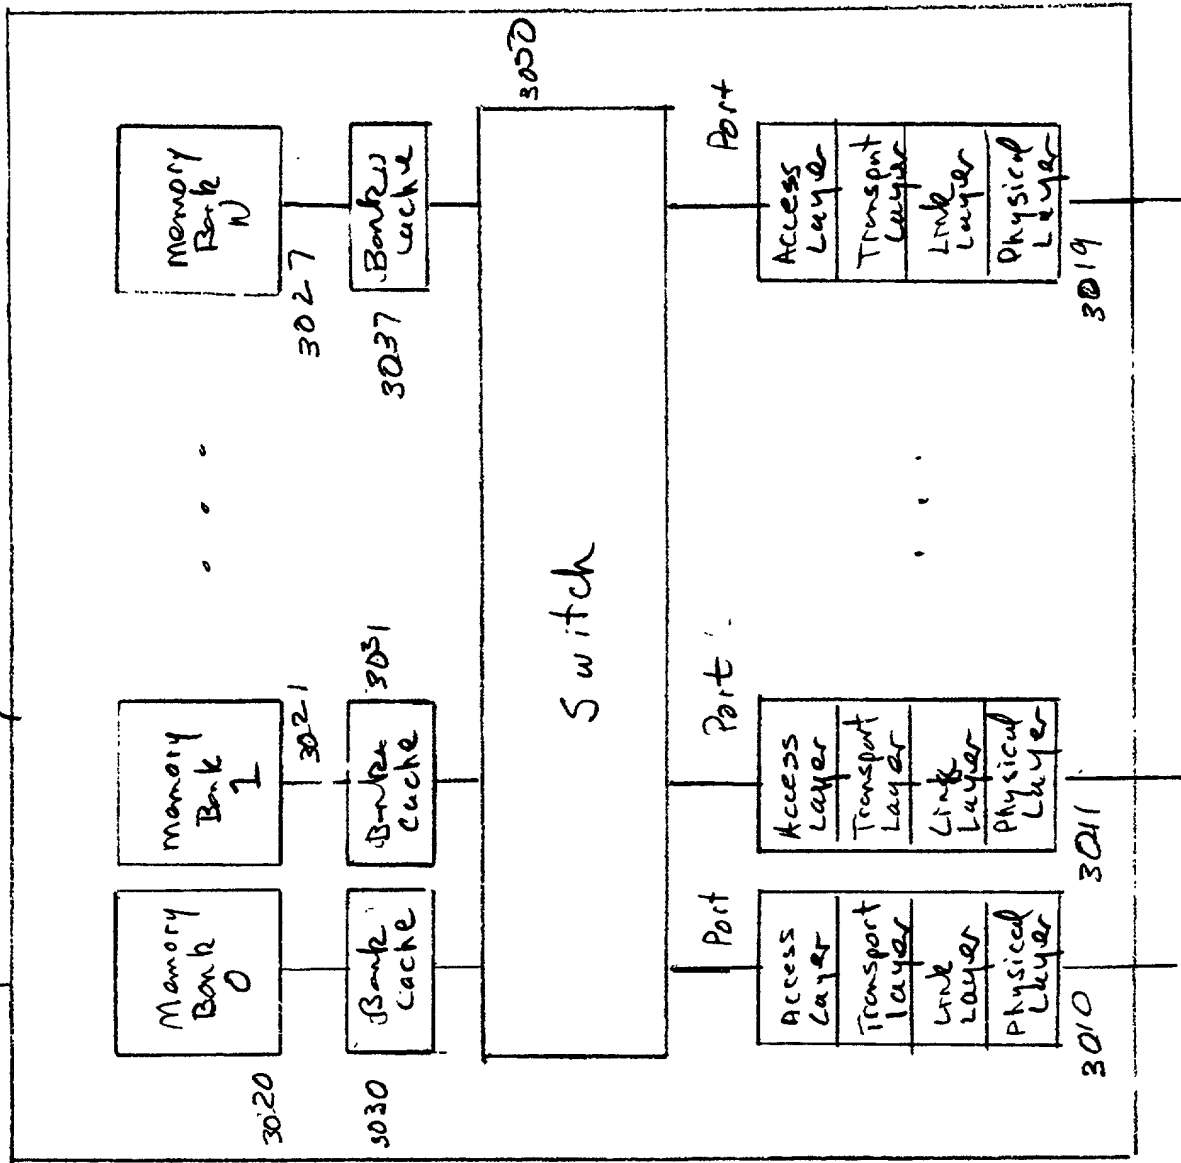 Memory
Bank
0
Memory
Bank
1
Memory
Bank
N
. . .
3020
3021
3027
Bank
Cache
Bank
Cache
Bank
Cache
3030
3031
3037
3050
Switch
Port
Port
Port
Access
Layer
Transport
Layer
Link
Layer
Physical
Layer
3010
Access
Layer
Transport
Layer
Link
Layer
Physical
Layer
3011
. . .
Access
Layer
Transport
Layer
Link
Layer
Physical
Layer
3019